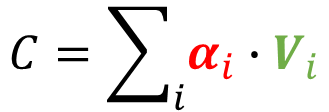 C = ∑ᵢ αᵢ · Vᵢ